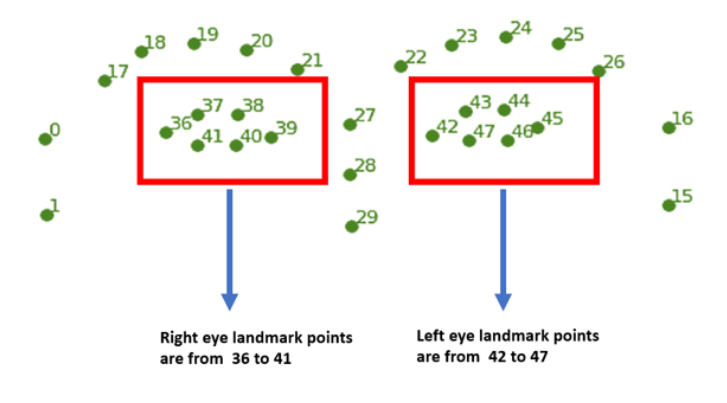 18 19 20 21 22 23 24 25 26
17
0 36 37 38 39 27 42 43 44 45 16
41 40 47 46
28
1 29 15
Right eye landmark points
are from 36 to 41
Left eye landmark points
are from 42 to 47